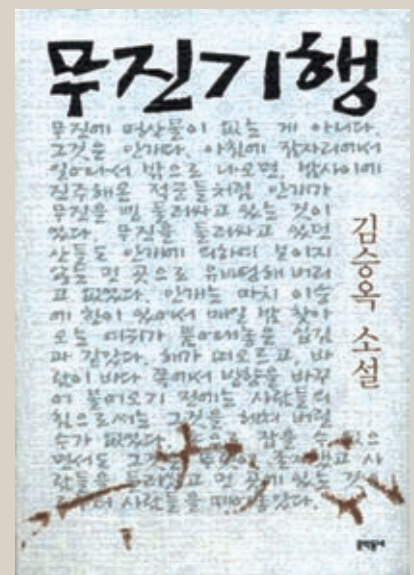 무진기행
무진에 명산물이 없는 게 아니다.
그것은 안개다. 아침에 잠자리에서
일어나서 밖으로 나오면, 밤사이에
진주해온 적군들처럼 안개가
무진을 삥 둘러싸고 있는 것이
었다. 무진을 둘러싸고 있던
산들도 안개에 의하여 보이지
않는 먼 곳으로 유배당해 버리
고 없었다. 안개는 마치 이승
에 한이 있어서 매일 밤 찾아
오는 여귀가 뿜어내놓은 입김
과 같았다. 해가 떠오르고, 바
람이 바다 쪽에서 방향을 바꾸
어 불어오기 전에는 사람들의
힘으로써는 그것을 헤쳐 버릴
수가 없었다. 손으로 잡을 수 없으
면서도 그것은 존재했고 사
람들을 둘러쌌고 먼 곳에 있는
사람들을 떼어놓았다.
김승옥 소설
문학동네